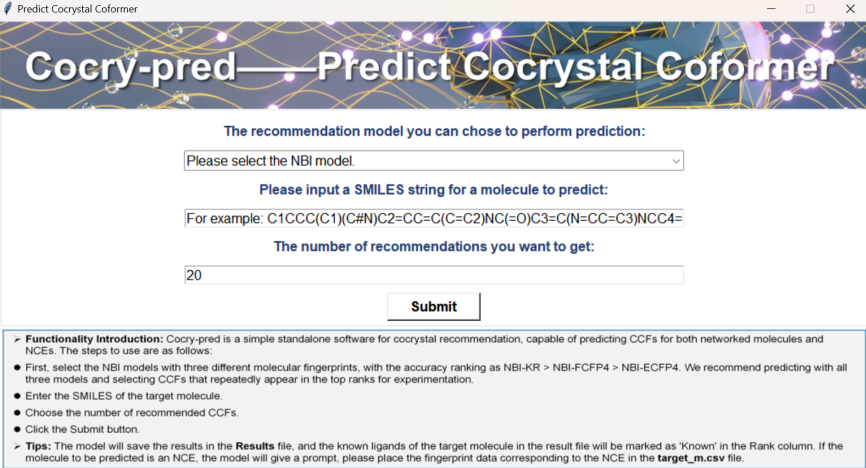 Predict Cocrystal Coformer
Cocry-pred——Predict Cocrystal Coformer
The recommendation model you can chose to perform prediction:
Please select the NBI model.
Please input a SMILES string for a molecule to predict:
For example: C1CCC(C1)(C#N)C2=CC=C(C=C2)NC(=O)C3=C(N=CC=C3)NCC4=
The number of recommendations you want to get:
20
Submit
➢ Functionality Introduction: Cocry-pred is a simple standalone software for cocrystal recommendation, capable of predicting CCFs for both networked molecules and
NCEs. The steps to use are as follows:
● First, select the NBI models with three different molecular fingerprints, with the accuracy ranking as NBI-KR > NBI-FCFP4 > NBI-ECFP4. We recommend predicting with all
three models and selecting CCFs that repeatedly appear in the top ranks for experimentation.
● Enter the SMILES of the target molecule.
● Choose the number of recommended CCFs.
● Click the Submit button.
➢ Tips: The model will save the results in the Results file, and the known ligands of the target molecule in the result file will be marked as 'Known' in the Rank column. If the
molecule to be predicted is an NCE, the model will give a prompt, please place the fingerprint data corresponding to the NCE in the target_m.csv file.